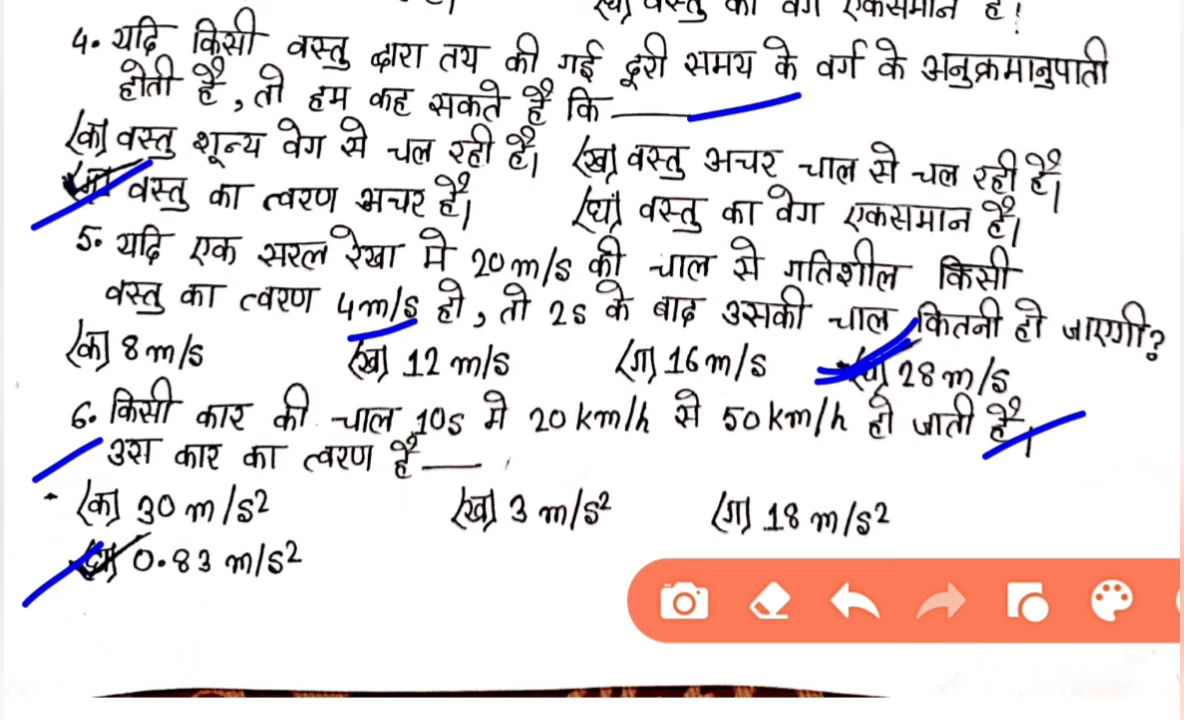 (घ) वस्तु का वेग एकसमान है!
4. यदि किसी वस्तु द्वारा तय की गई दूरी समय के वर्ग के अनुक्रमानुपाती
होती है, तो हम कह सकते हैं कि ——
(क) वस्तु शून्य वेग से चल रही है। (ख) वस्तु अचर चाल से चल रही है।
(ग) वस्तु का त्वरण अचर है। (घ) वस्तु का वेग एकसमान है।
5. यदि एक सरल रेखा मे 20 m/s की चाल से गतिशील किसी
वस्तु का त्वरण 4m/s हो, तो 2s के बाद उसकी चाल कितनी हो जाएगी?
(क) 8 m/s (ख) 12 m/s (ग) 16 m/s (घ) 28 m/s
6. किसी कार की चाल 10s मे 20 km/h से 50 km/h हो जाती है।
उस कार का त्वरण है ——
(क) 30 m/s² (ख) 3 m/s² (ग) 18 m/s²
(घ) 0.83 m/s²